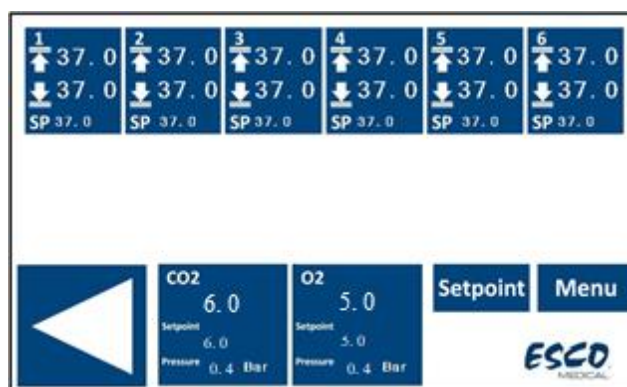 1 2 3 4 5 6
37.0 37.0 37.0 37.0 37.0 37.0
37.0 37.0 37.0 37.0 37.0 37.0
SP 37.0 SP 37.0 SP 37.0 SP 37.0 SP 37.0 SP 37.0
CO2 O2
6.0 5.0
Setpoint Setpoint
6.0 5.0
Pressure 0.4 Bar Pressure 0.4 Bar
Setpoint Menu
ESCO
MEDICAL